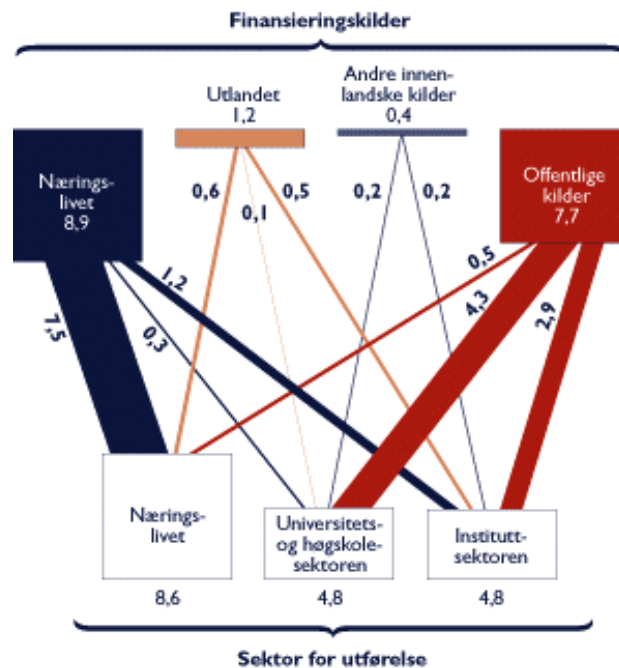 Finansieringskilder
Utlandet
1,2
Andre innen-
landske kilder
0,4
Nærings-
livet
8,9
Offentlige
kilder
7,7
0,6
0,1
0,5
0,2
0,2
0,5
4,3
2,9
7,5
0,3
1,2
Nærings-
livet
8,6
Universitets-
og høgskole-
sektoren
4,8
Institutt-
sektoren
4,8
Sektor for utførelse